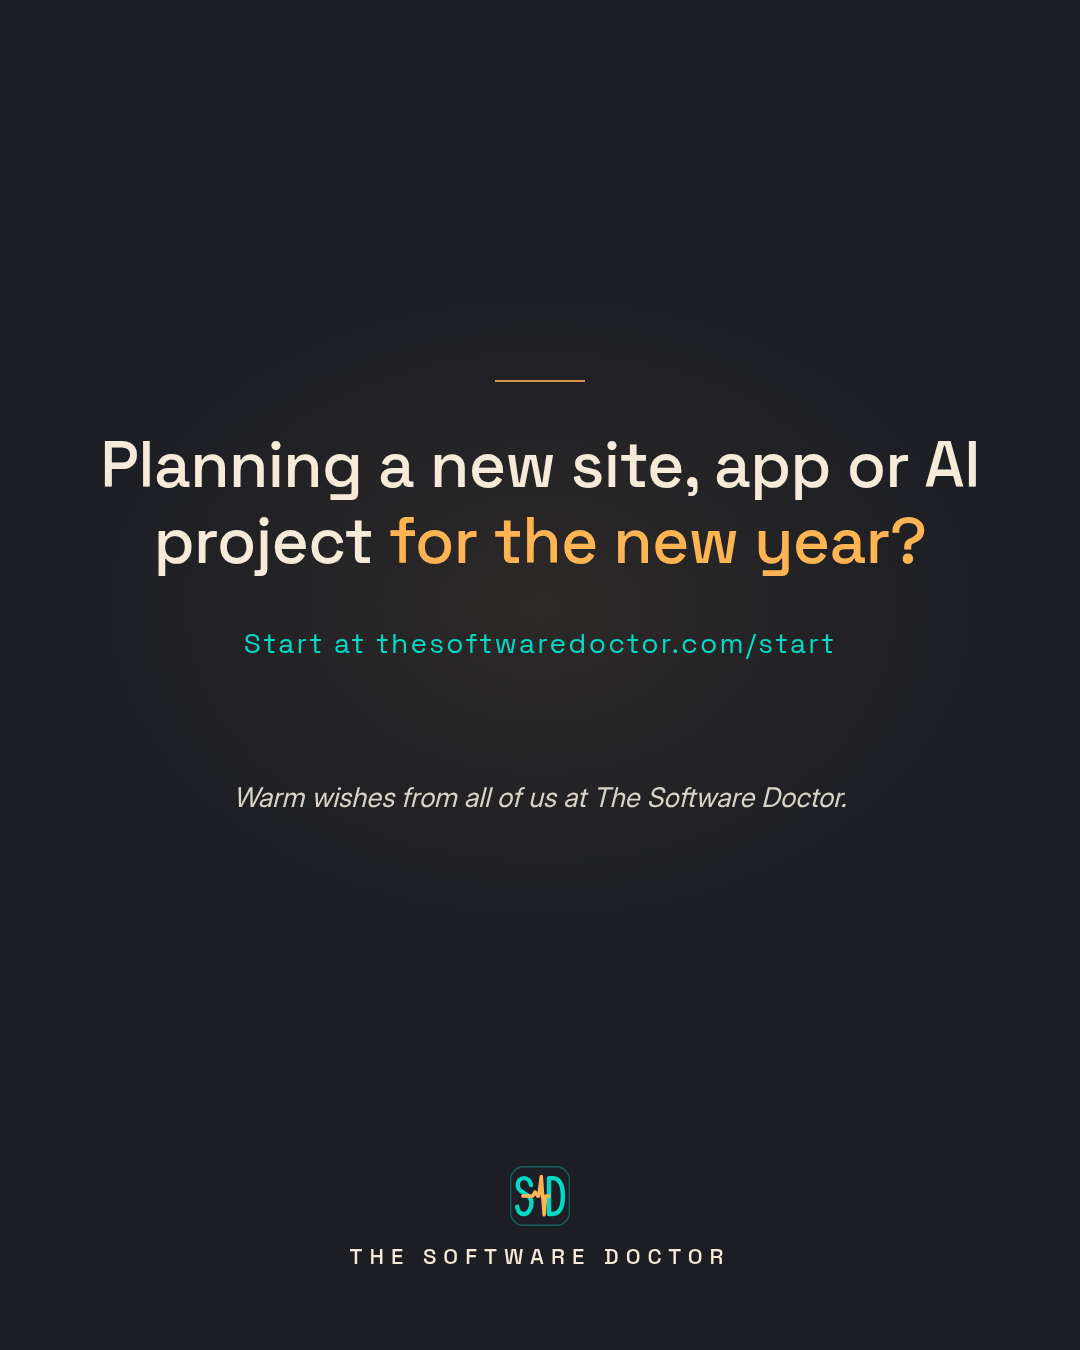 Planning a new site, app or AI
project for the new year?
Start at thesoftwaredoctor.com/start
Warm wishes from all of us at The Software Doctor.
SD
THE SOFTWARE DOCTOR